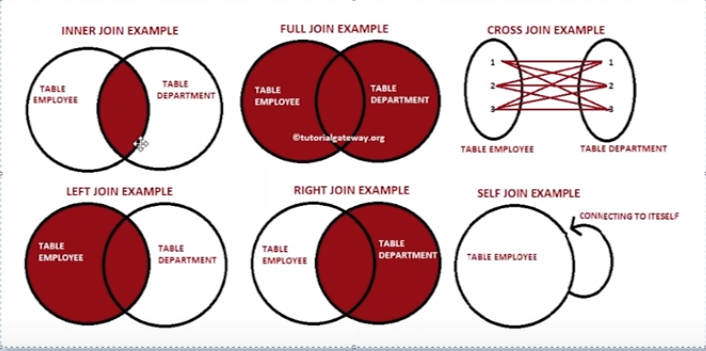 INNER JOIN EXAMPLE
TABLE
EMPLOYEE
TABLE
DEPARTMENT
FULL JOIN EXAMPLE
TABLE
EMPLOYEE
TABLE
DEPARTMENT
©tutorialgateway.org
CROSS JOIN EXAMPLE
1 1
2 2
3 3
TABLE EMPLOYEE
TABLE DEPARTMENT
LEFT JOIN EXAMPLE
TABLE
EMPLOYEE
TABLE
DEPARTMENT
RIGHT JOIN EXAMPLE
TABLE
EMPLOYEE
TABLE
DEPARTMENT
SELF JOIN EXAMPLE
CONNECTING TO ITESELF
TABLE EMPLOYEE